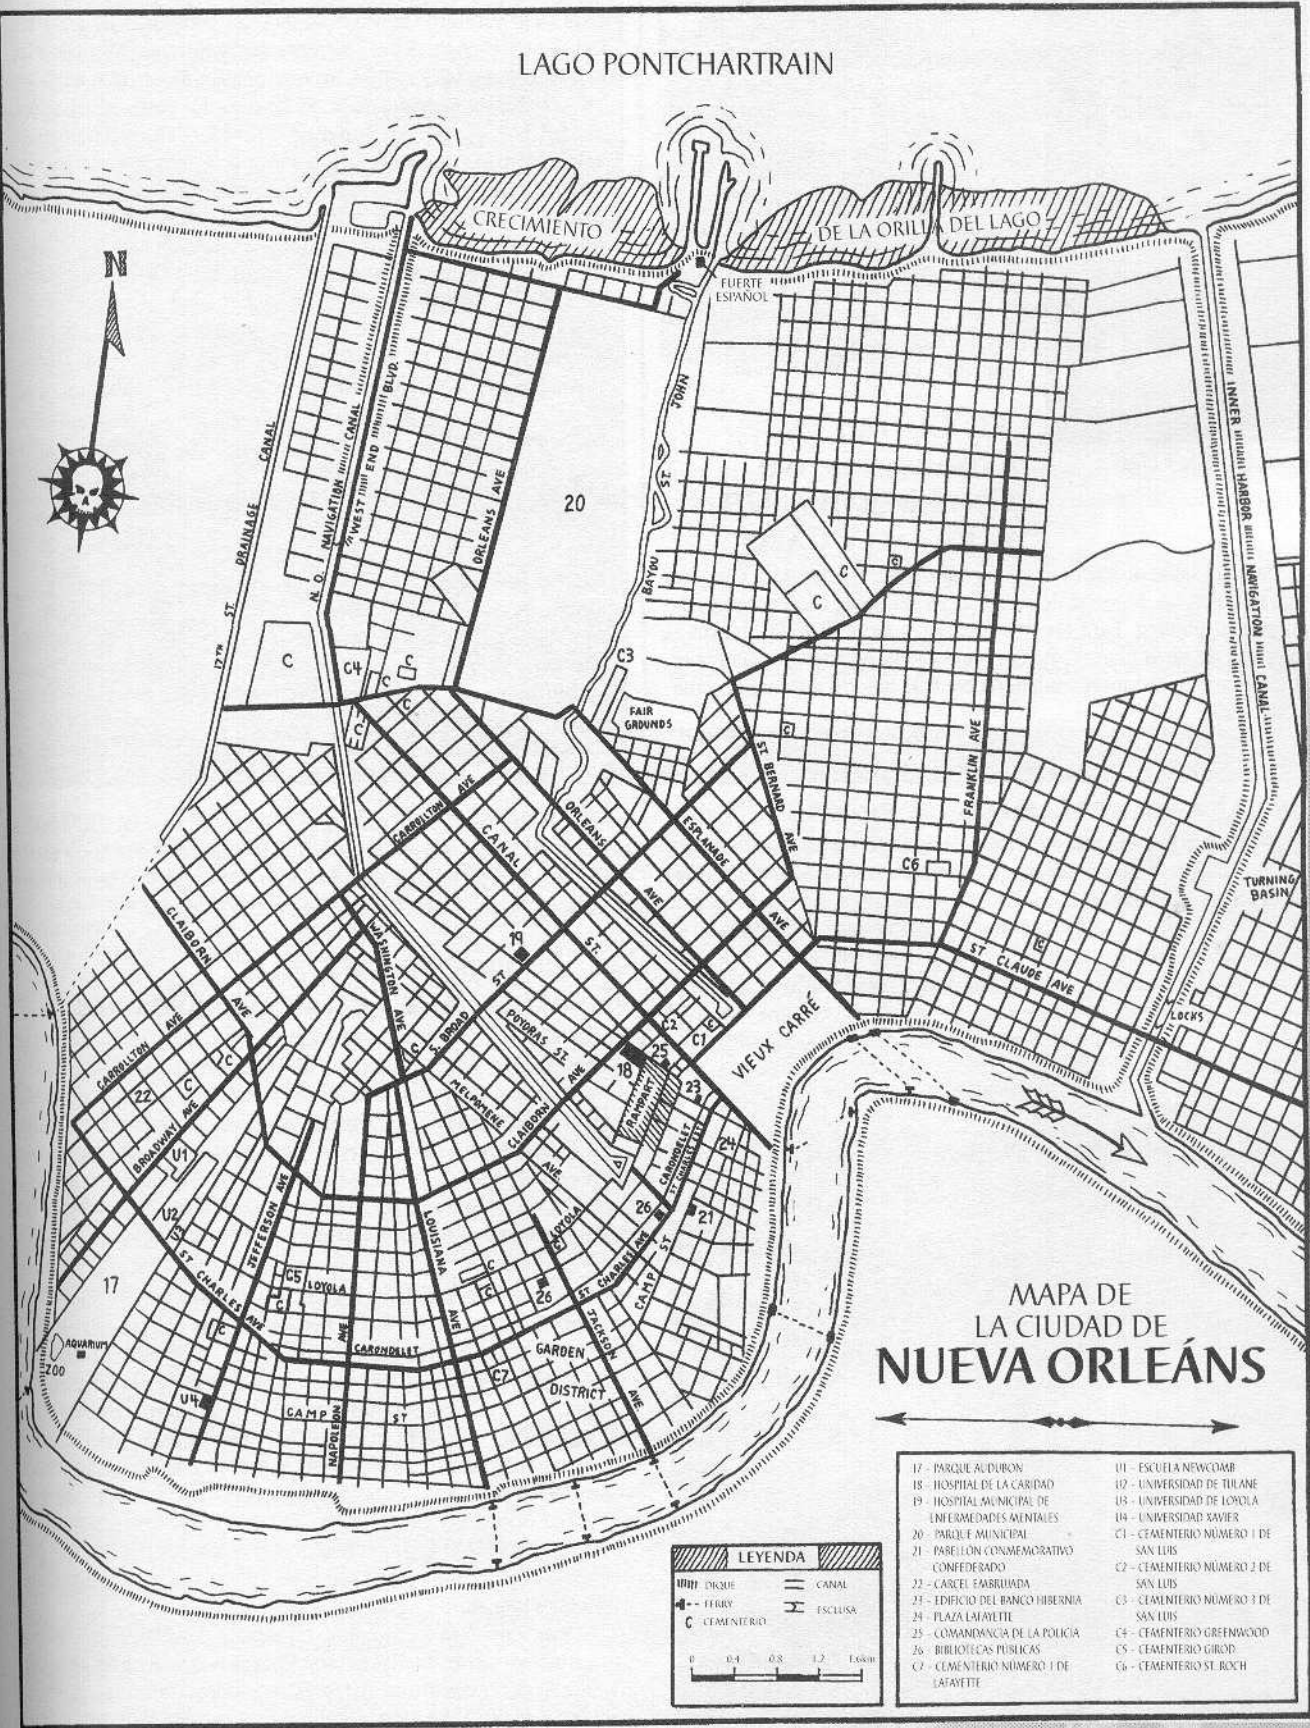 LAGO PONTCHARTRAIN
CRECIMIENTO
DE LA ORILLA DEL LAGO
N
FUERTE
ESPAÑOL
17TH ST. DRAINAGE CANAL
N. O. NAVIGATION CANAL
WEST END BLVD.
ORLEANS AVE
20
BAYOU ST. JOHN
INNER HARBOR NAVIGATION CANAL
C
C
C
C
C4
C
C
C
C
C3
FAIR
GROUNDS
C
ST. BERNARD AVE
FRANKLIN AVE
CARROLLTON AVE
CANAL ST.
ORLEANS AVE
ESPLANADE AVE
C6
TURNING
BASIN
CLAIBORN AVE
WASHINGTON AVE
19
C
ST CLAUDE AVE
S. BROAD ST
POYDRAS ST
C2
C
C1
VIEUX CARRÉ
LOCKS
CARROLLTON AVE
C
C
C
22
BROADWAY AVE
MELPOMENE AVE
CLAIBORN AVE
18
25
RAMPART
23
CARONDELET
ST CHARLES ST
24
U1
U2
U3
JEFFERSON AVE
LOUISIANA AVE
LOYOLA
C
26
21
17
ST CHARLES AVE
C5
LOYOLA
C
C
C
26
ST CHARLES AVE
CAMP ST
C
AQUARIUM
ZOO
CARONDELET
C7
GARDEN
DISTRICT
JACKSON AVE
U4
CAMP ST
NAPOLEON AVE
MAPA DE
LA CIUDAD DE
NUEVA ORLEÁNS
LEYENDA
DIQUE
CANAL
FERRY
ESCLUSA
C CEMENTERIO
0 0.4 0.8 1.2 1.6km
17 - PARQUE AUDUBON
18 - HOSPITAL DE LA CARIDAD
19 - HOSPITAL MUNICIPAL DE
ENFERMEDADES MENTALES
20 - PARQUE MUNICIPAL
21 - PABELLÓN CONMEMORATIVO
CONFEDERADO
22 - CARCEL EMBRUJADA
23 - EDIFICIO DEL BANCO HIBERNIA
24 - PLAZA LAFAYETTE
25 - COMANDANCIA DE LA POLICÍA
26 - BIBLIOTECAS PÚBLICAS
C7 - CEMENTERIO NÚMERO 1 DE
LAFAYETTE
U1 - ESCUELA NEWCOMB
U2 - UNIVERSIDAD DE TULANE
U3 - UNIVERSIDAD DE LOYOLA
U4 - UNIVERSIDAD XAVIER
C1 - CEMENTERIO NÚMERO 1 DE
SAN LUIS
C2 - CEMENTERIO NÚMERO 2 DE
SAN LUIS
C3 - CEMENTERIO NÚMERO 3 DE
SAN LUIS
C4 - CEMENTERIO GREENWOOD
C5 - CEMENTERIO GIROD
C6 - CEMENTERIO ST. ROCH